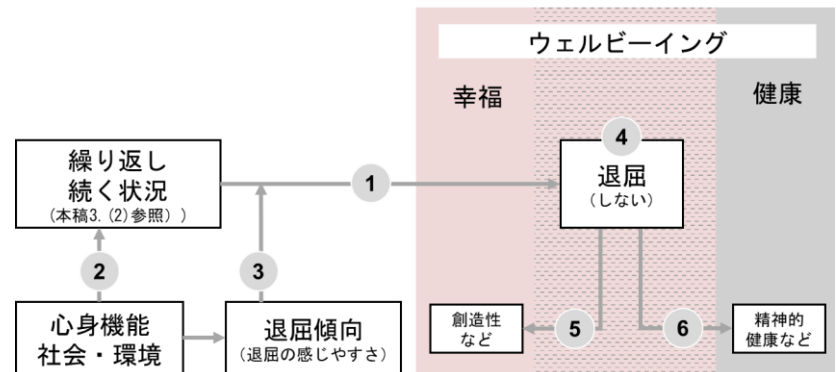 ウェルビーイング
幸福
健康
4
繰り返し
続く状況
(本稿3. (2)参照) )
1
退屈
(しない)
2
3
心身機能
社会・環境
退屈傾向
(退屈の感じやすさ)
創造性
など
5
6
精神的
健康など